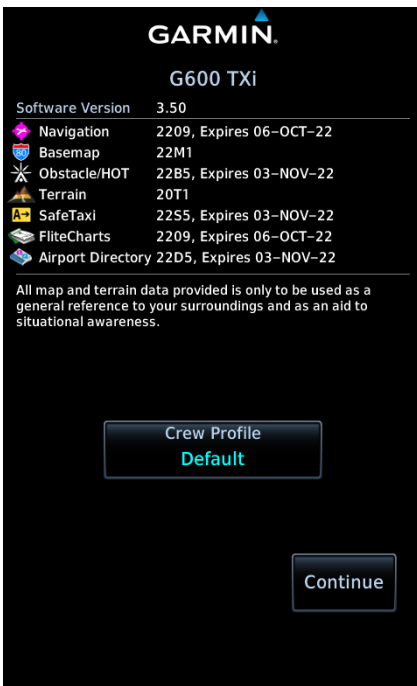 GARMIN.
G600 TXi
Software Version 3.50
Navigation 2209, Expires 06–OCT–22
80 Basemap 22M1
Obstacle/HOT 22B5, Expires 03–NOV–22
Terrain 20T1
A→ SafeTaxi 22S5, Expires 03–NOV–22
FliteCharts 2209, Expires 06–OCT–22
Airport Directory 22D5, Expires 03–NOV–22
All map and terrain data provided is only to be used as a
general reference to your surroundings and as an aid to
situational awareness.
Crew Profile
Default
Continue